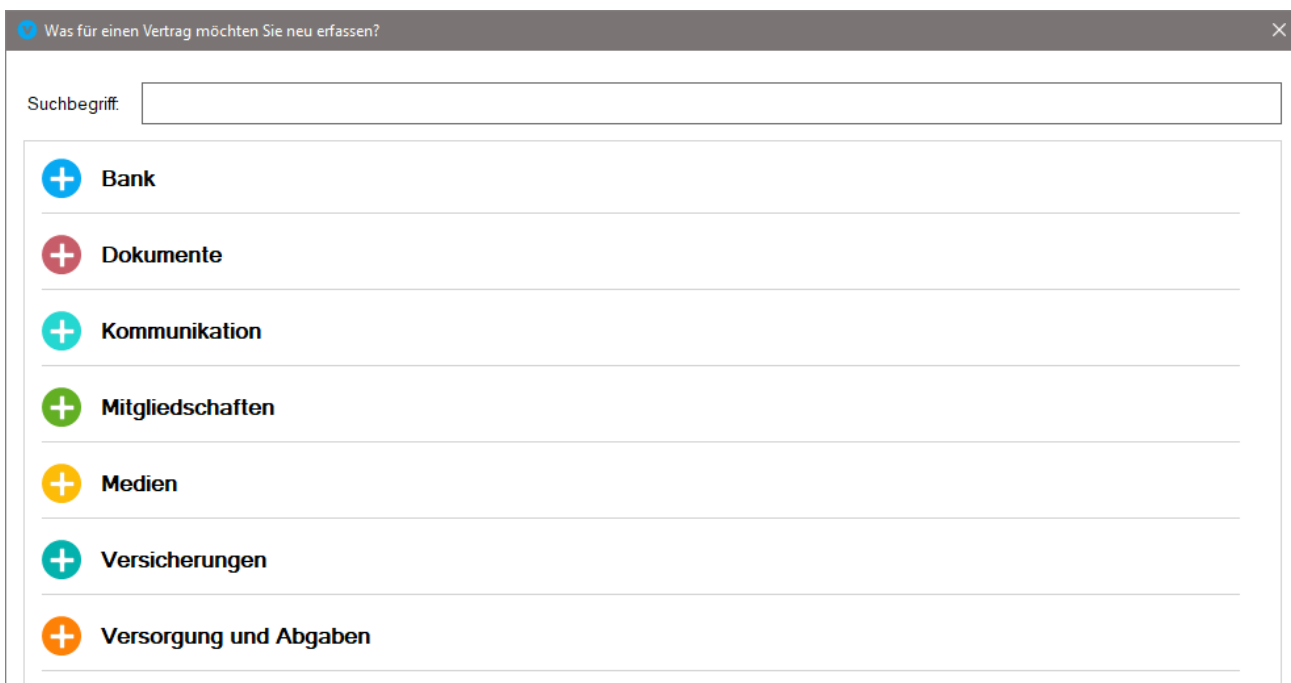 Was für einen Vertrag möchten Sie neu erfassen?
Suchbegriff:
Bank
Dokumente
Kommunikation
Mitgliedschaften
Medien
Versicherungen
Versorgung und Abgaben